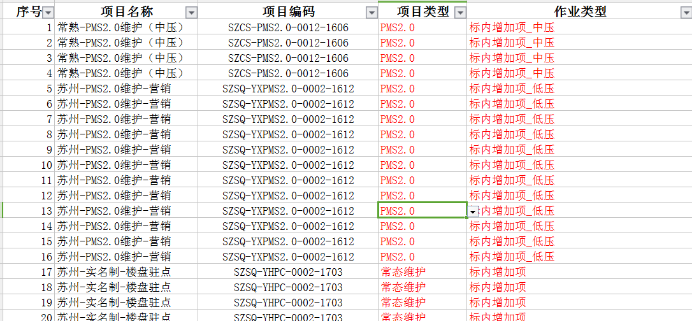 序号 项目名称 项目编码 项目类型 作业类型
1 常熟-PMS2.0维护（中压） SZCS-PMS2.0-0012-1606 PMS2.0 标内增加项_中压
2 常熟-PMS2.0维护（中压） SZCS-PMS2.0-0012-1606 PMS2.0 标内增加项_中压
3 常熟-PMS2.0维护（中压） SZCS-PMS2.0-0012-1606 PMS2.0 标内增加项_中压
4 常熟-PMS2.0维护（中压） SZCS-PMS2.0-0012-1606 PMS2.0 标内增加项_中压
5 苏州-PMS2.0维护-营销 SZSQ-YXPMS2.0-0002-1612 PMS2.0 标内增加项_低压
6 苏州-PMS2.0维护-营销 SZSQ-YXPMS2.0-0002-1612 PMS2.0 标内增加项_低压
7 苏州-PMS2.0维护-营销 SZSQ-YXPMS2.0-0002-1612 PMS2.0 标内增加项_低压
8 苏州-PMS2.0维护-营销 SZSQ-YXPMS2.0-0002-1612 PMS2.0 标内增加项_低压
9 苏州-PMS2.0维护-营销 SZSQ-YXPMS2.0-0002-1612 PMS2.0 标内增加项_低压
10 苏州-PMS2.0维护-营销 SZSQ-YXPMS2.0-0002-1612 PMS2.0 标内增加项_低压
11 苏州-PMS2.0维护-营销 SZSQ-YXPMS2.0-0002-1612 PMS2.0 标内增加项_低压
12 苏州-PMS2.0维护-营销 SZSQ-YXPMS2.0-0002-1612 PMS2.0 标内增加项_低压
13 苏州-PMS2.0维护-营销 SZSQ-YXPMS2.0-0002-1612 PMS2.0 内增加项_低压
14 苏州-PMS2.0维护-营销 SZSQ-YXPMS2.0-0002-1612 PMS2.0 标内增加项_低压
15 苏州-PMS2.0维护-营销 SZSQ-YXPMS2.0-0002-1612 PMS2.0 标内增加项_低压
16 苏州-PMS2.0维护-营销 SZSQ-YXPMS2.0-0002-1612 PMS2.0 标内增加项_低压
17 苏州-实名制-楼盘驻点 SZSQ-YHPC-0002-1703 常态维护 标内增加项
18 苏州-实名制-楼盘驻点 SZSQ-YHPC-0002-1703 常态维护 标内增加项
19 苏州-实名制-楼盘驻点 SZSQ-YHPC-0002-1703 常态维护 标内增加项
20 苏州-实名制-楼盘驻点 SZSQ-YHPC-0002-1703 常态维护 标内增加项